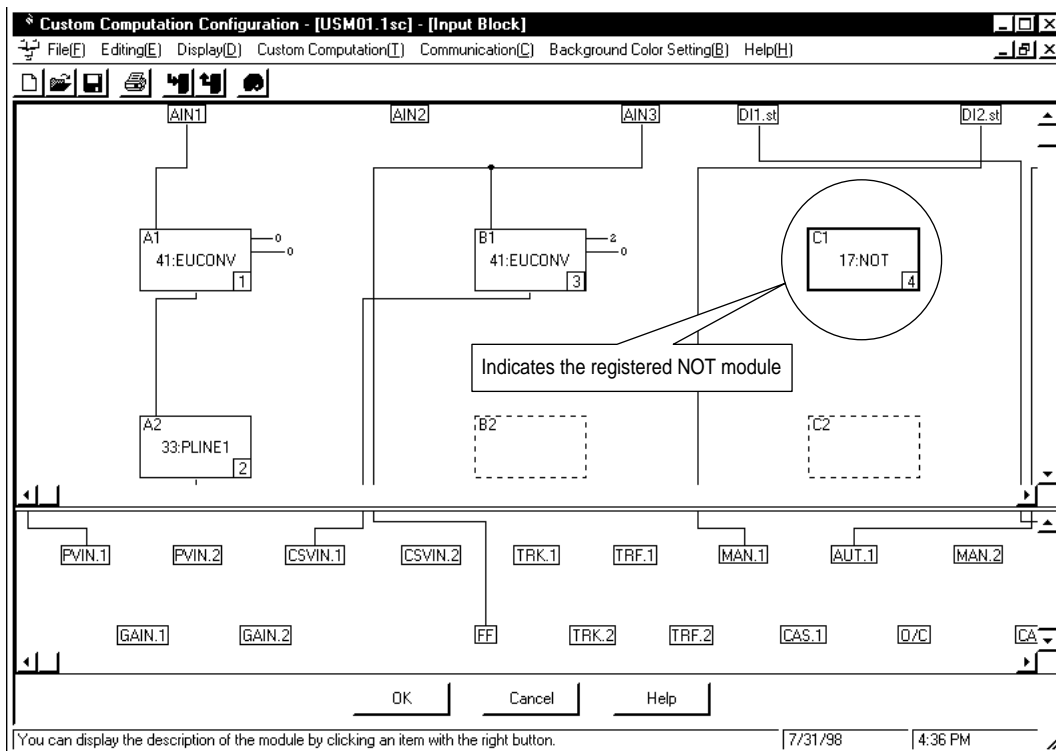 Custom Computation Configuration - [USM01.1sc] - [Input Block]
File(F) Editing(E) Display(D) Custom Computation(T) Communication(C) Background Color Setting(B) Help(H)
AIN1 AIN2 AIN3 DI1.st DI2.st
A1 0 B1 2 C1
0 0
41:EUCONV 41:EUCONV 17:NOT
1 3 4
Indicates the registered NOT module
A2 B2 C2
33:PLINE1
2
PVIN.1 PVIN.2 CSVIN.1 CSVIN.2 TRK.1 TRF.1 MAN.1 AUT.1 MAN.2
GAIN.1 GAIN.2 FF TRK.2 TRF.2 CAS.1 O/C CA
OK Cancel Help
You can display the description of the module by clicking an item with the right button. 7/31/98 4:36 PM